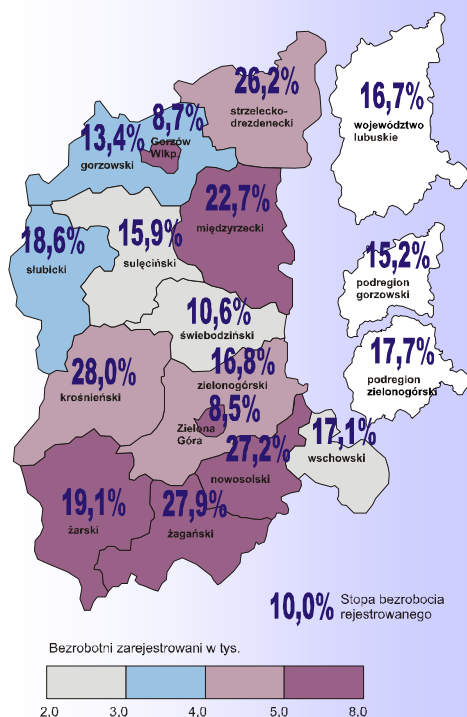 26,2%
strzelecko-
drezdenecki
16,7%
województwo
lubuskie
8,7%
Gorzów
Wlkp.
13,4%
gorzowski
22,7%
międzyrzecki
18,6%
słubicki
15,9%
sulęciński
15,2%
podregion
gorzowski
10,6%
świebodziński
17,7%
podregion
zielonogórski
28,0%
krośnieński
16,8%
zielonogórski
8,5%
Zielona
Góra
17,1%
wschowski
27,2%
nowosolski
19,1%
żarski
27,9%
żagański
10,0% Stopa bezrobocia
rejestrowanego
Bezrobotni zarejestrowani w tys.
2,0 3,0 4,0 5,0 8,0